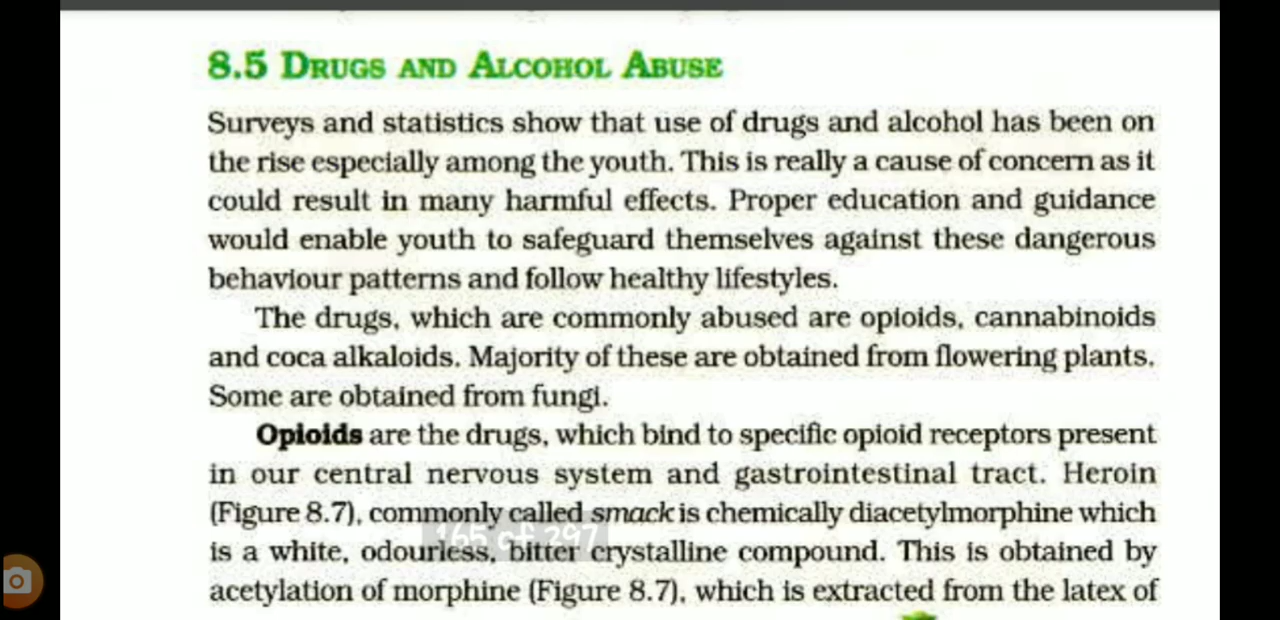 8.5 DRUGS AND ALCOHOL ABUSE
Surveys and statistics show that use of drugs and alcohol has been on
the rise especially among the youth. This is really a cause of concern as it
could result in many harmful effects. Proper education and guidance
would enable youth to safeguard themselves against these dangerous
behaviour patterns and follow healthy lifestyles.
The drugs, which are commonly abused are opioids, cannabinoids
and coca alkaloids. Majority of these are obtained from flowering plants.
Some are obtained from fungi.
Opioids are the drugs, which bind to specific opioid receptors present
in our central nervous system and gastrointestinal tract. Heroin
(Figure 8.7), commonly called smack is chemically diacetylmorphine which
165 of 297
is a white, odourless, bitter crystalline compound. This is obtained by
acetylation of morphine (Figure 8.7), which is extracted from the latex of